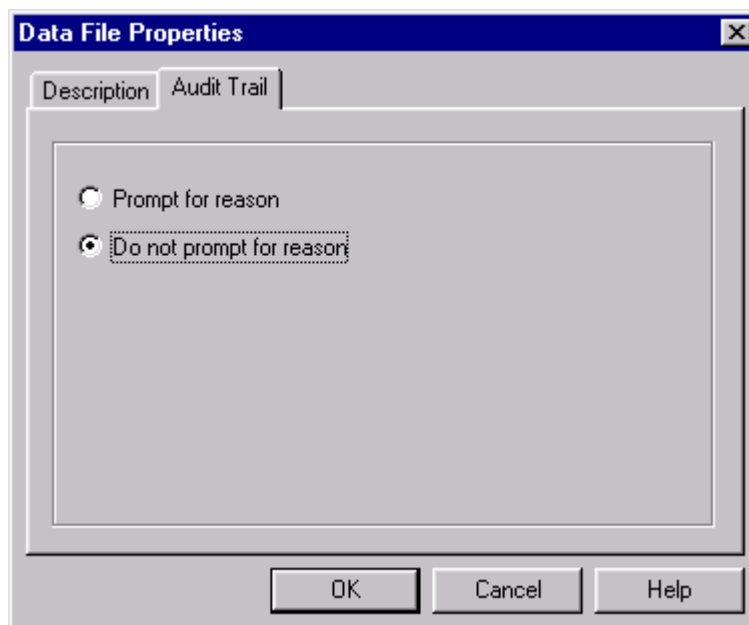 Data File Properties
Description Audit Trail
Prompt for reason
Do not prompt for reason
OK Cancel Help